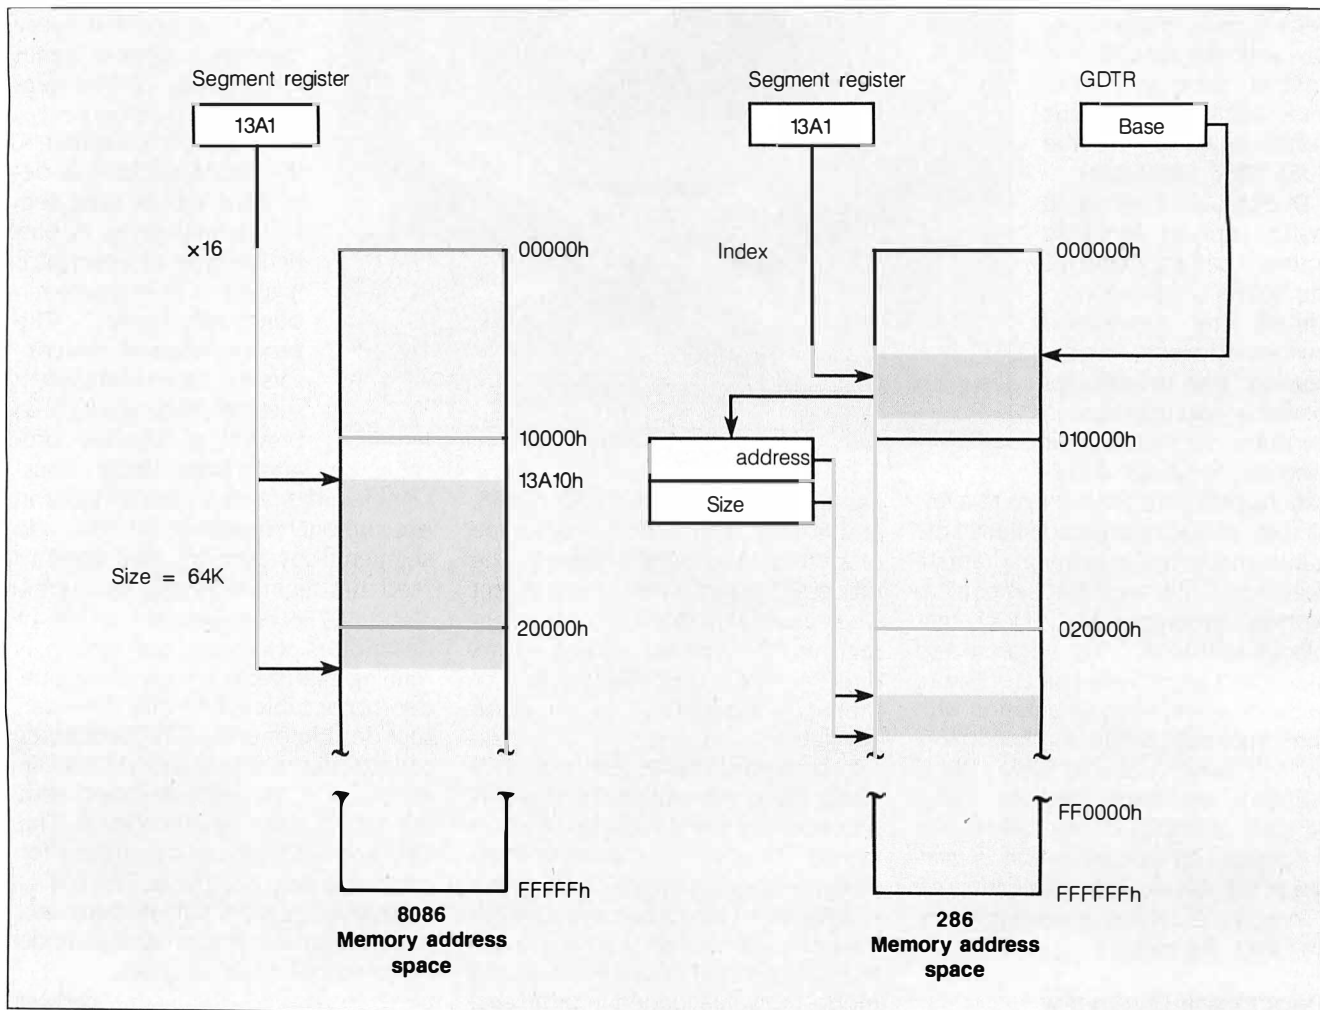 Segment register
13A1
×16
00000h
10000h
13A10h
Size = 64K
20000h
FFFFFh
8086
Memory address
space
Segment register
GDTR
13A1
Base
Index
000000h
010000h
address
Size
020000h
FF0000h
FFFFFFh
286
Memory address
space